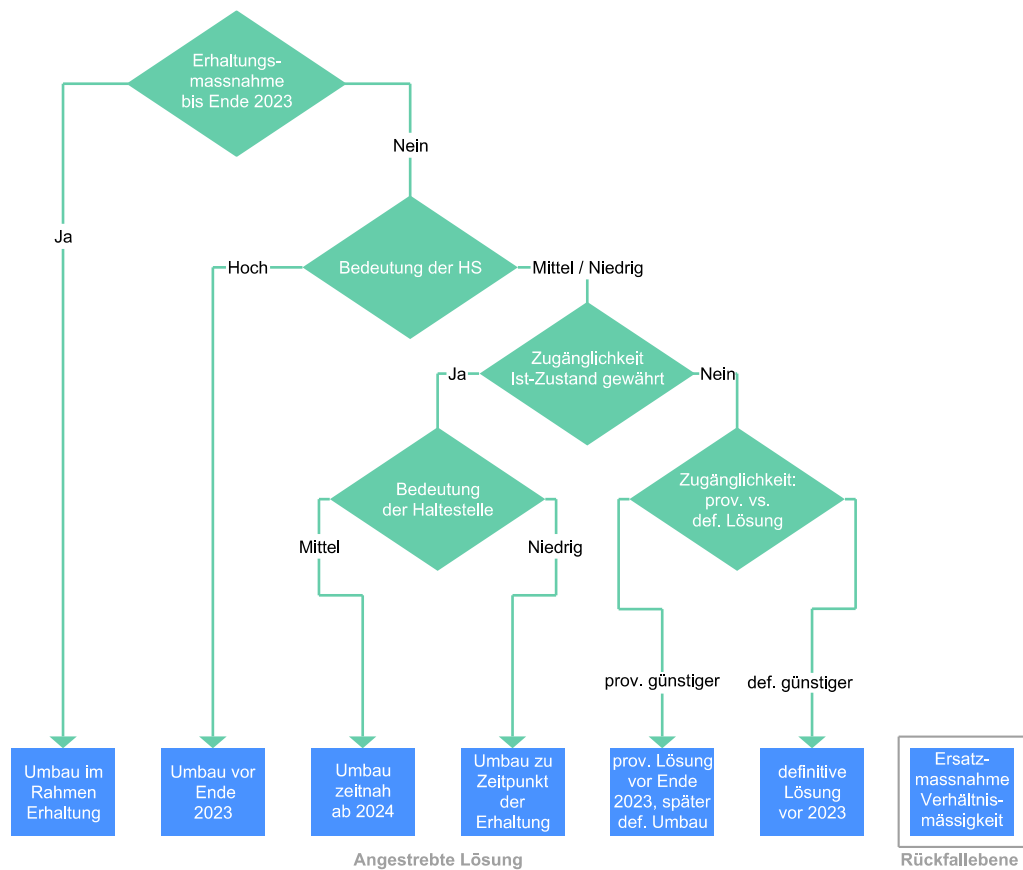 Erhaltungs-
massnahme
bis Ende 2023
Nein
Ja
Hoch
Bedeutung der HS
Mittel / Niedrig
Zugänglichkeit
Ist-Zustand gewährt
Ja
Nein
Bedeutung
der Haltestelle
Zugänglichkeit:
prov. vs.
def. Lösung
Mittel
Niedrig
prov. günstiger
def. günstiger
Umbau im
Rahmen
Erhaltung
Umbau vor
Ende
2023
Umbau
zeitnah
ab 2024
Umbau zu
Zeitpunkt
der
Erhaltung
prov. Lösung
vor Ende
2023, später
def. Umbau
definitive
Lösung
vor 2023
Ersatz-
massnahme
Verhältnis-
mässigkeit
Angestrebte Lösung
Rückfallebene